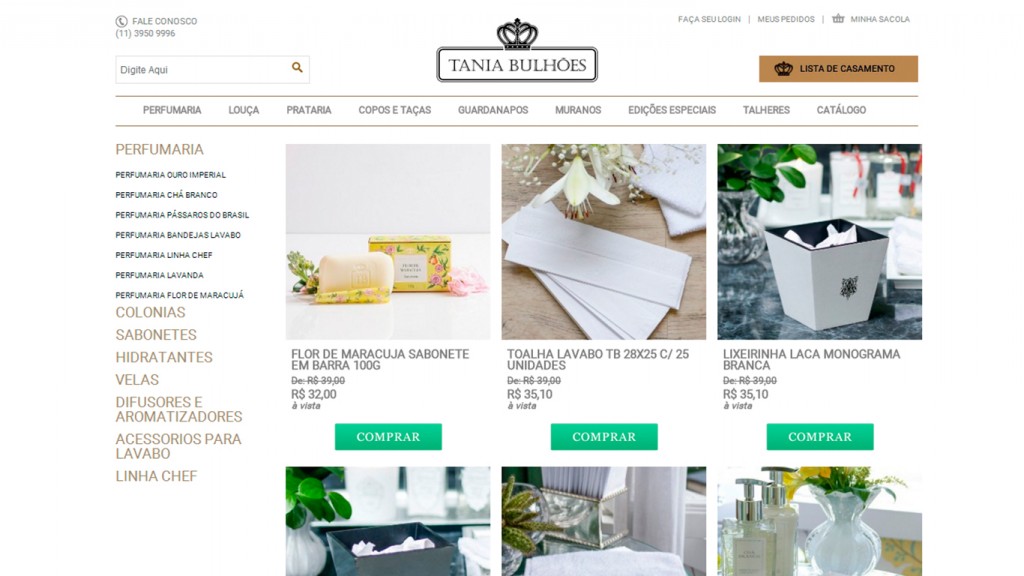 FALE CONOSCO
(11) 3950 9996
FAÇA SEU LOGIN | MEUS PEDIDOS | MINHA SACOLA
Digite Aqui
TANIA BULHÕES
LISTA DE CASAMENTO
PERFUMARIA LOUÇA PRATARIA COPOS E TAÇAS GUARDANAPOS MURANOS EDIÇÕES ESPECIAIS TALHERES CATÁLOGO
PERFUMARIA
PERFUMARIA OURO IMPERIAL
PERFUMARIA CHÁ BRANCO
PERFUMARIA PÁSSAROS DO BRASIL
PERFUMARIA BANDEJAS LAVABO
PERFUMARIA LINHA CHEF
PERFUMARIA LAVANDA
PERFUMARIA FLOR DE MARACUJÁ
COLONIAS
SABONETES
HIDRATANTES
VELAS
DIFUSORES E
AROMATIZADORES
ACESSORIOS PARA
LAVABO
LINHA CHEF
FLOR DE MARACUJA SABONETE
EM BARRA 100G
De: R$ 39,00
R$ 32,00
à vista
COMPRAR
TOALHA LAVABO TB 28X25 C/ 25
UNIDADES
De: R$ 39,00
R$ 35,10
à vista
COMPRAR
LIXEIRINHA LACA MONOGRAMA
BRANCA
De: R$ 39,00
R$ 35,10
à vista
COMPRAR